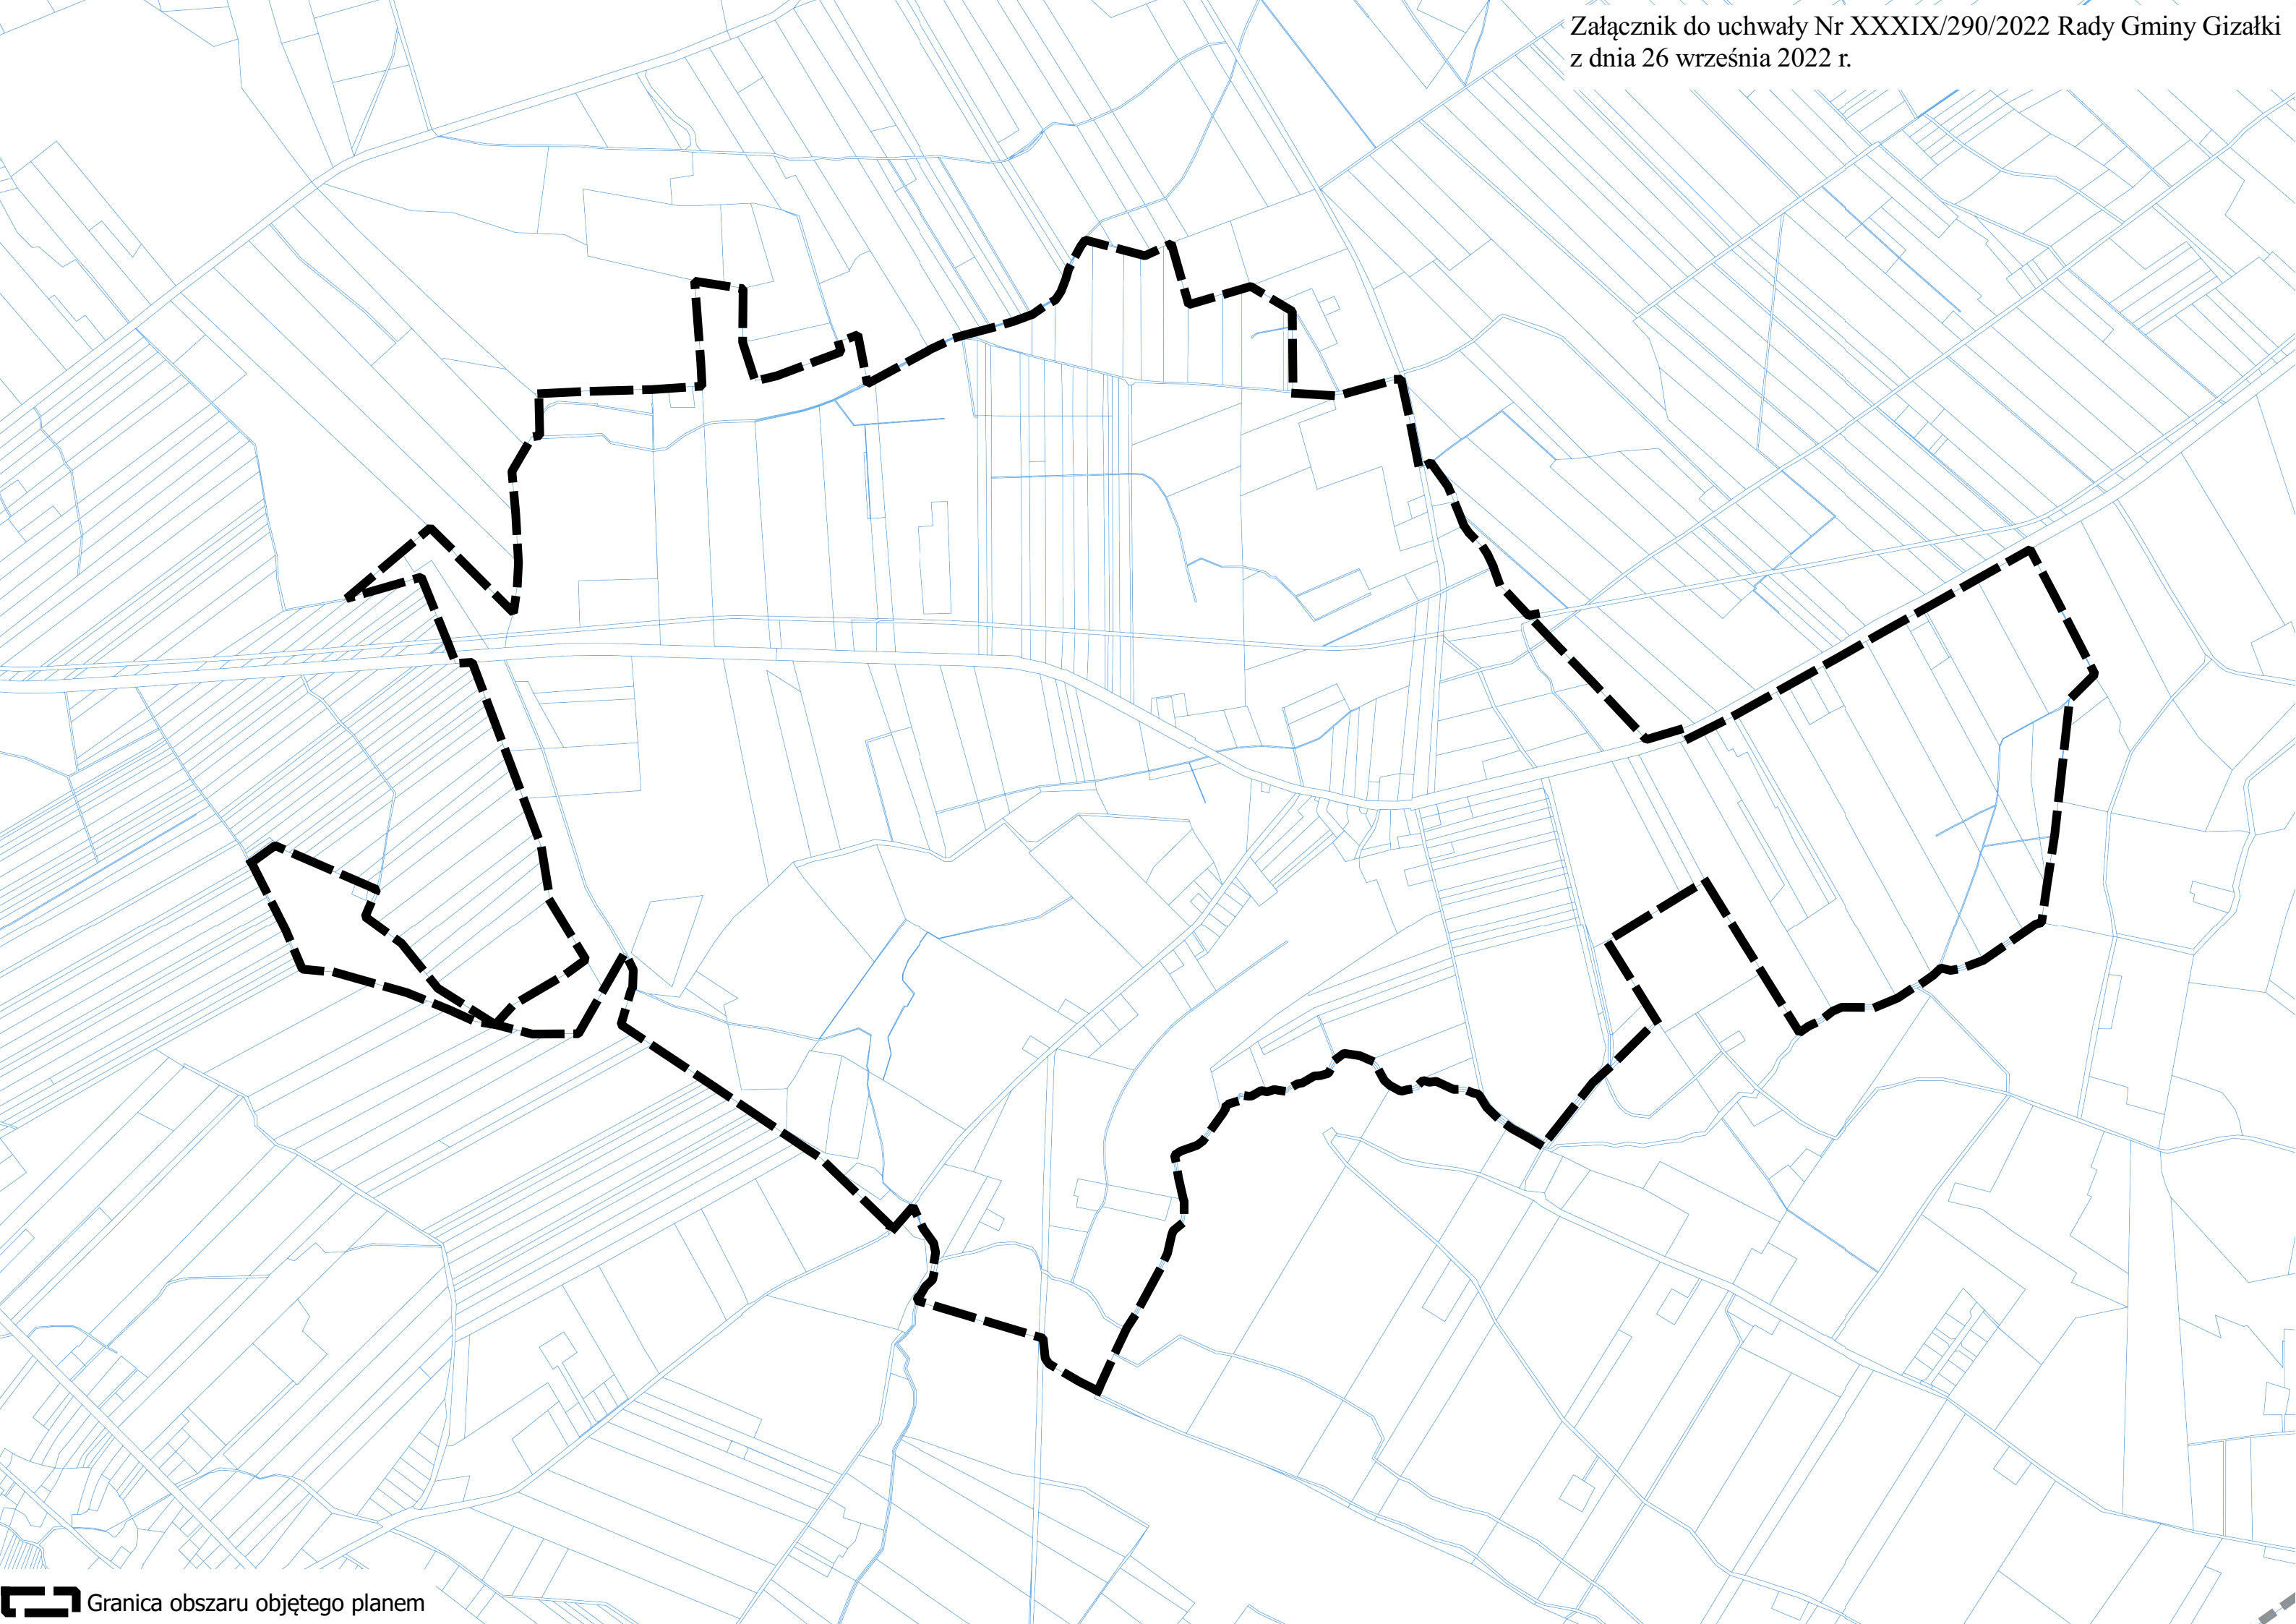 Załącznik do uchwały Nr XXXIX/290/2022 Rady Gminy Gizałki
z dnia 26 września 2022 r.
Granica obszaru objętego planem